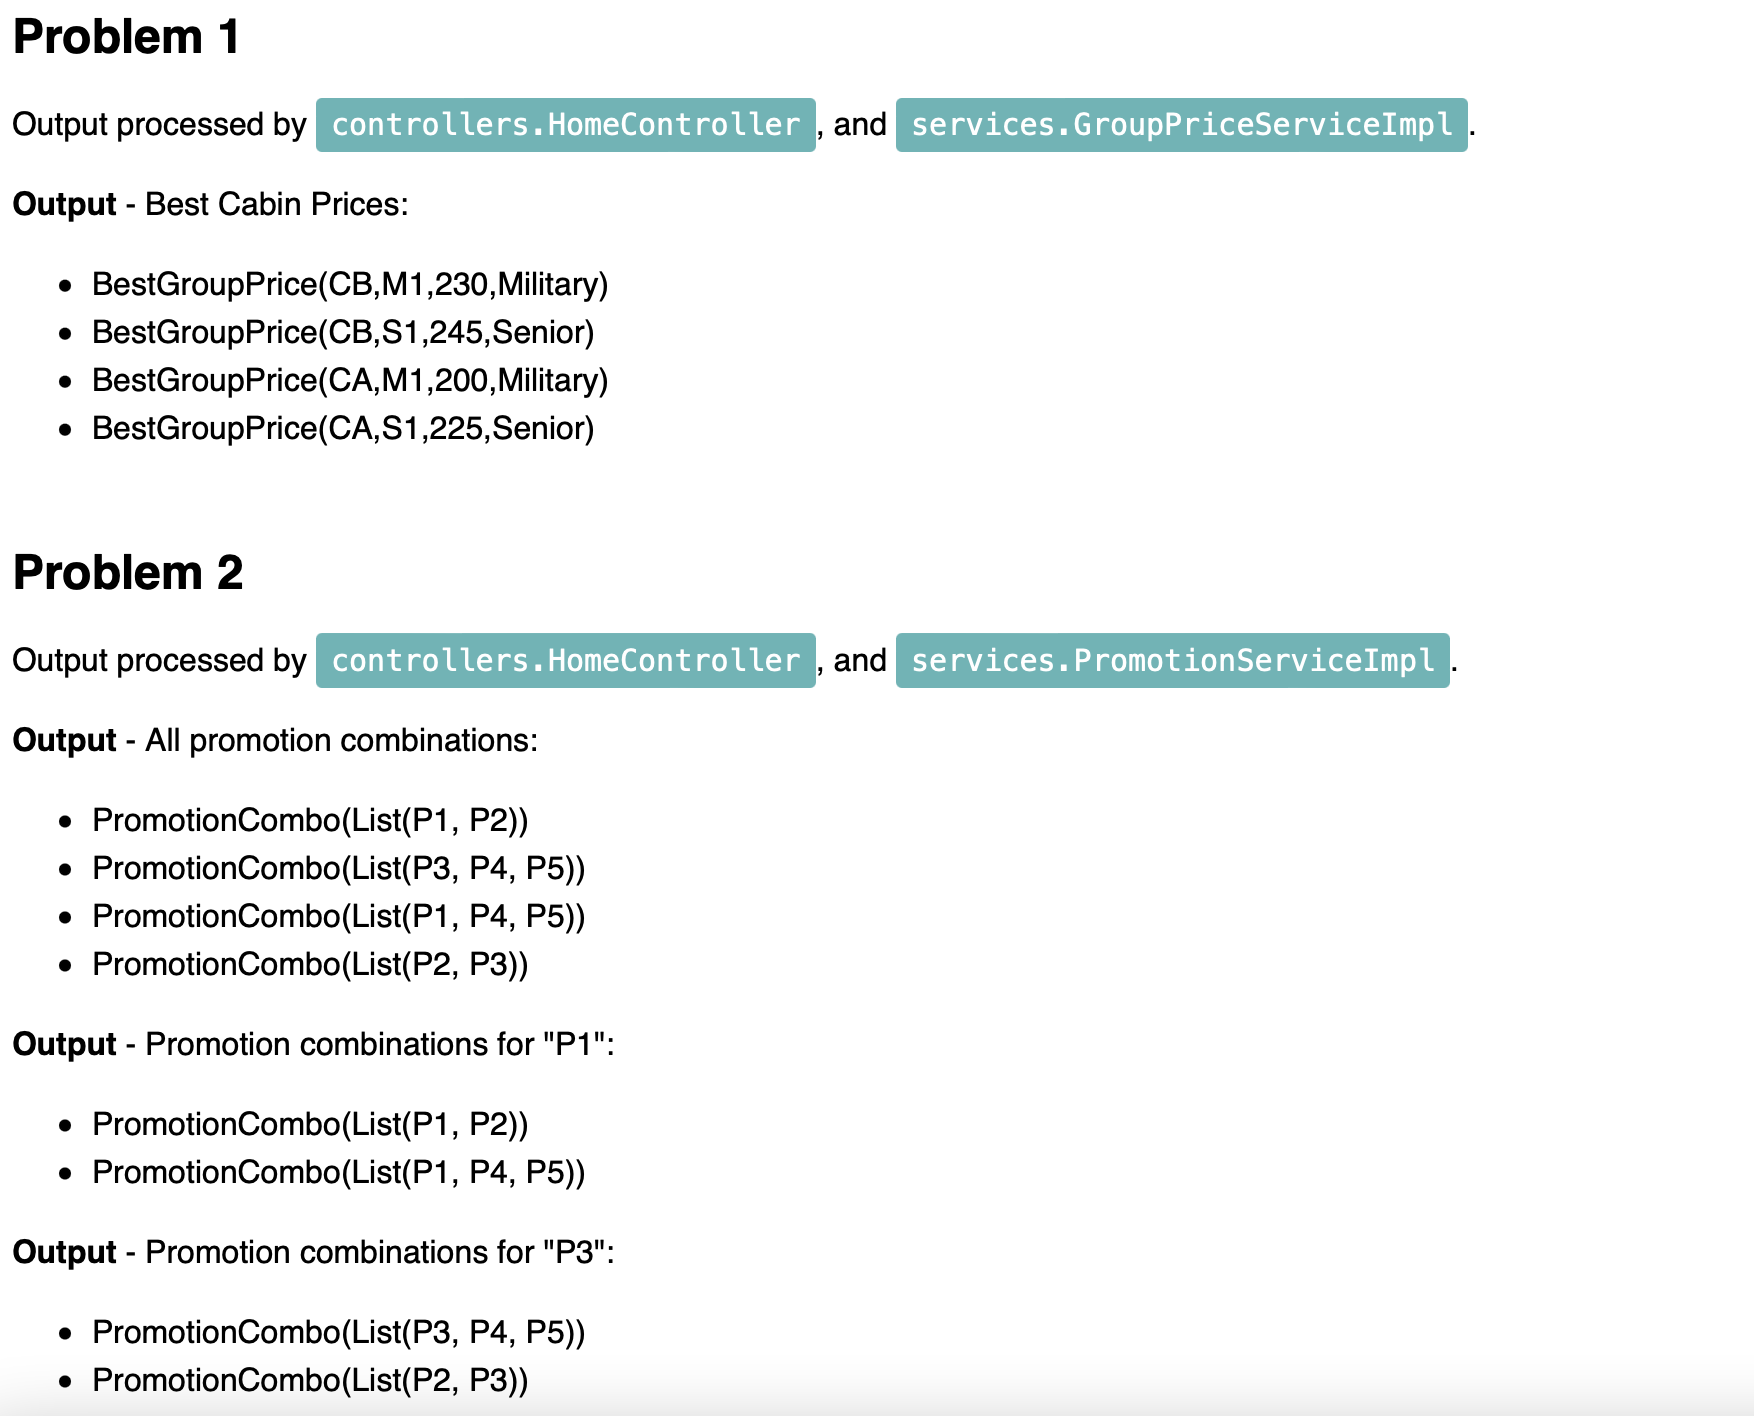 Problem 1
Output processed by controllers.HomeController , and services.GroupPriceServiceImpl .
Output - Best Cabin Prices:
• BestGroupPrice(CB,M1,230,Military)
• BestGroupPrice(CB,S1,245,Senior)
• BestGroupPrice(CA,M1,200,Military)
• BestGroupPrice(CA,S1,225,Senior)
Problem 2
Output processed by controllers.HomeController , and services.PromotionServiceImpl .
Output - All promotion combinations:
• PromotionCombo(List(P1, P2))
• PromotionCombo(List(P3, P4, P5))
• PromotionCombo(List(P1, P4, P5))
• PromotionCombo(List(P2, P3))
Output - Promotion combinations for "P1":
• PromotionCombo(List(P1, P2))
• PromotionCombo(List(P1, P4, P5))
Output - Promotion combinations for "P3":
• PromotionCombo(List(P3, P4, P5))
• PromotionCombo(List(P2, P3))